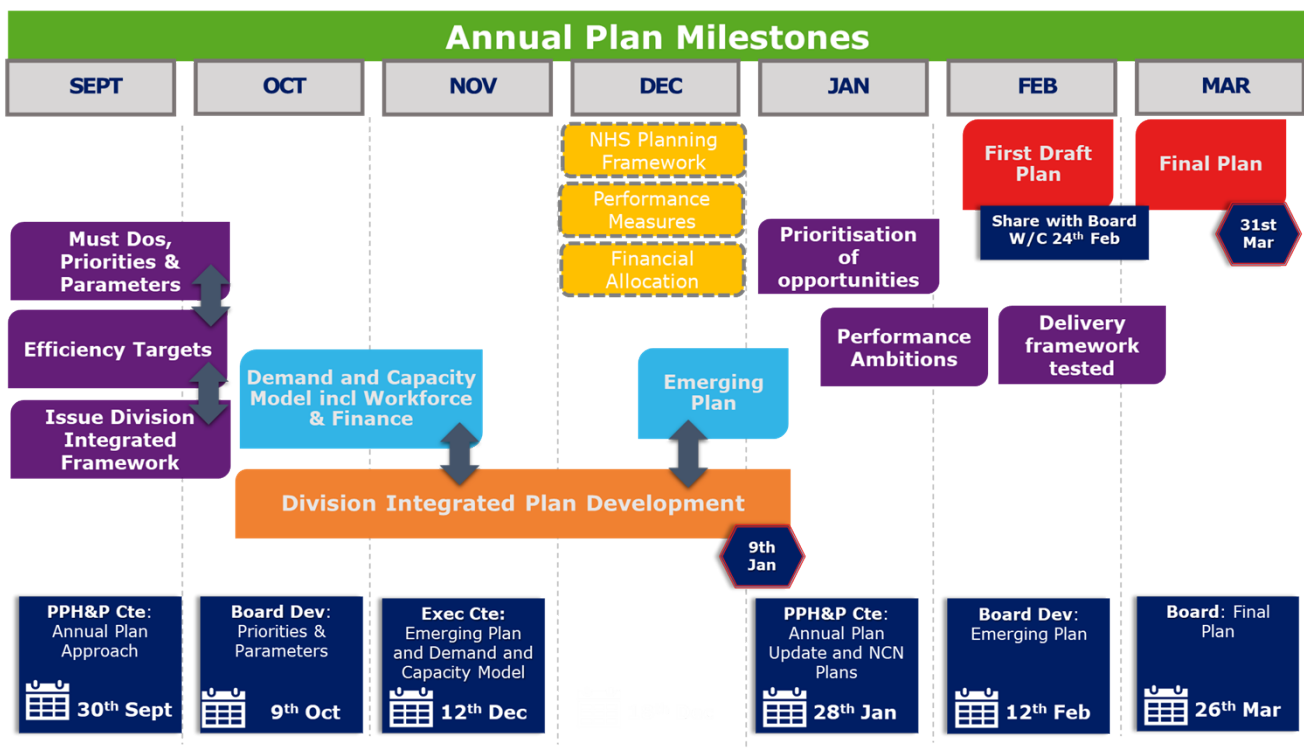 Annual Plan Milestones
SEPT
OCT
NOV
DEC
JAN
FEB
MAR
NHS Planning
Framework
Performance
Measures
Financial
Allocation
First Draft
Plan
Share with Board
W/C 24th Feb
Final Plan
31st
Mar
Must Dos,
Priorities &
Parameters
Efficiency Targets
Issue Division
Integrated
Framework
Prioritisation
of
opportunities
Performance
Ambitions
Delivery
framework
tested
Demand and Capacity
Model incl Workforce
& Finance
Emerging
Plan
Division Integrated Plan Development
9th
Jan
PPH&P Cte:
Annual Plan
Approach
30th Sept
Board Dev:
Priorities &
Parameters
9th Oct
Exec Cte:
Emerging Plan
and Demand and
Capacity Model
12th Dec
PPH&P Cte:
Annual Plan
Update and NCN
Plans
28th Jan
Board Dev:
Emerging Plan
12th Feb
Board: Final
Plan
26th Mar